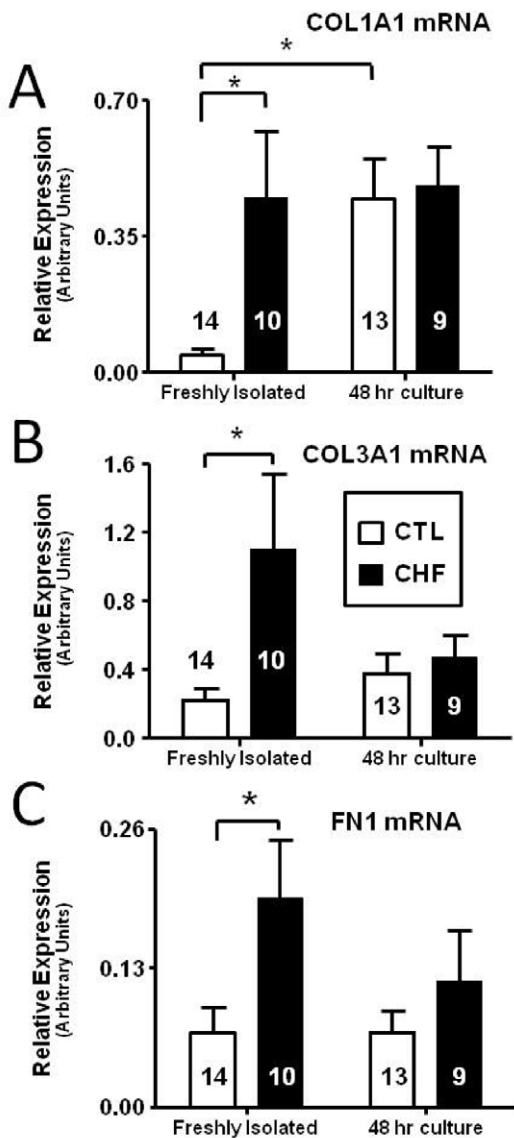 COL1A1 mRNA
A
*
*
0.70
0.35
0.00
Relative Expression
(Arbitrary Units)
14
10
13
9
Freshly Isolated
48 hr culture
B
COL3A1 mRNA
*
1.6
1.2
0.8
0.4
0.0
Relative Expression
(Arbitrary Units)
CTL
CHF
14
10
13
9
Freshly Isolated
48 hr culture
C
FN1 mRNA
*
0.26
0.13
0.00
Relative Expression
(Arbitrary Units)
14
10
13
9
Freshly Isolated
48 hr culture